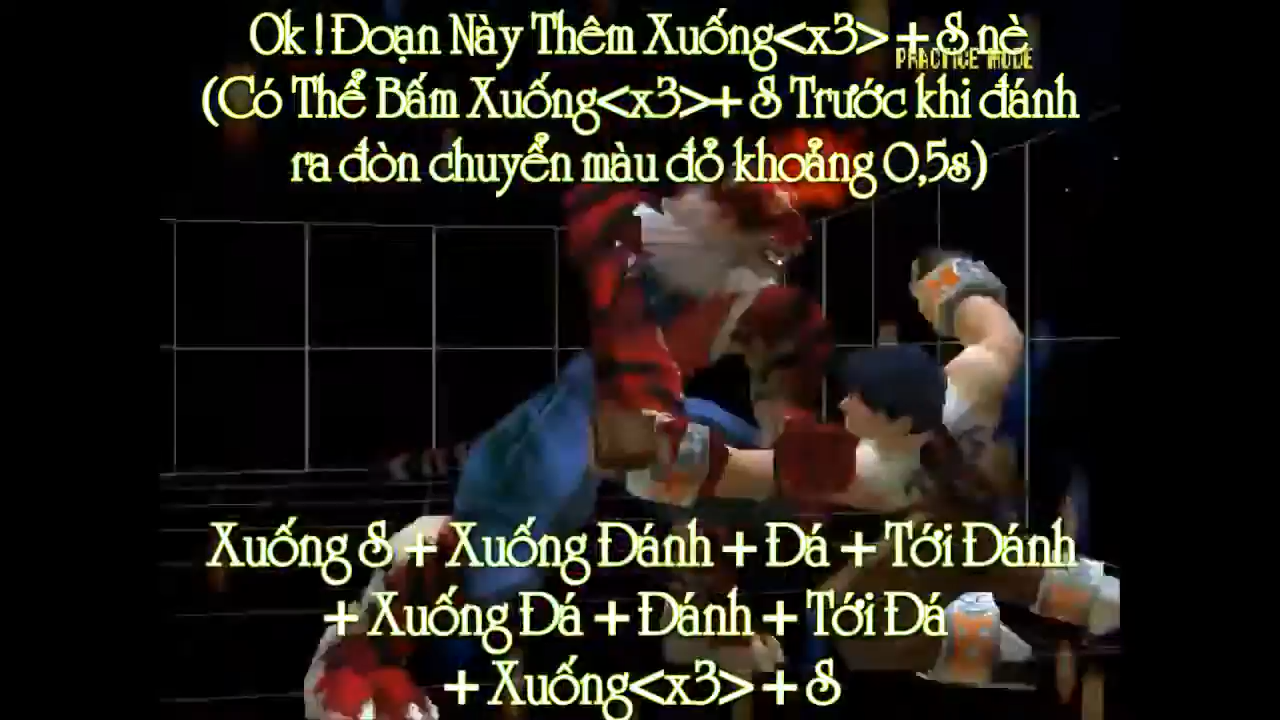 Ok ! Đoạn Này Thêm Xuống<x3> + S nè
PRACTICE MODE
(Có Thể Bấm Xuống<x3>+ S Trước khi đánh
ra đòn chuyển màu đỏ khoảng 0,5s)
Xuống S + Xuống Đánh + Đá + Tới Đánh
+ Xuống Đá + Đánh + Tới Đá
+ Xuống<x3> + S